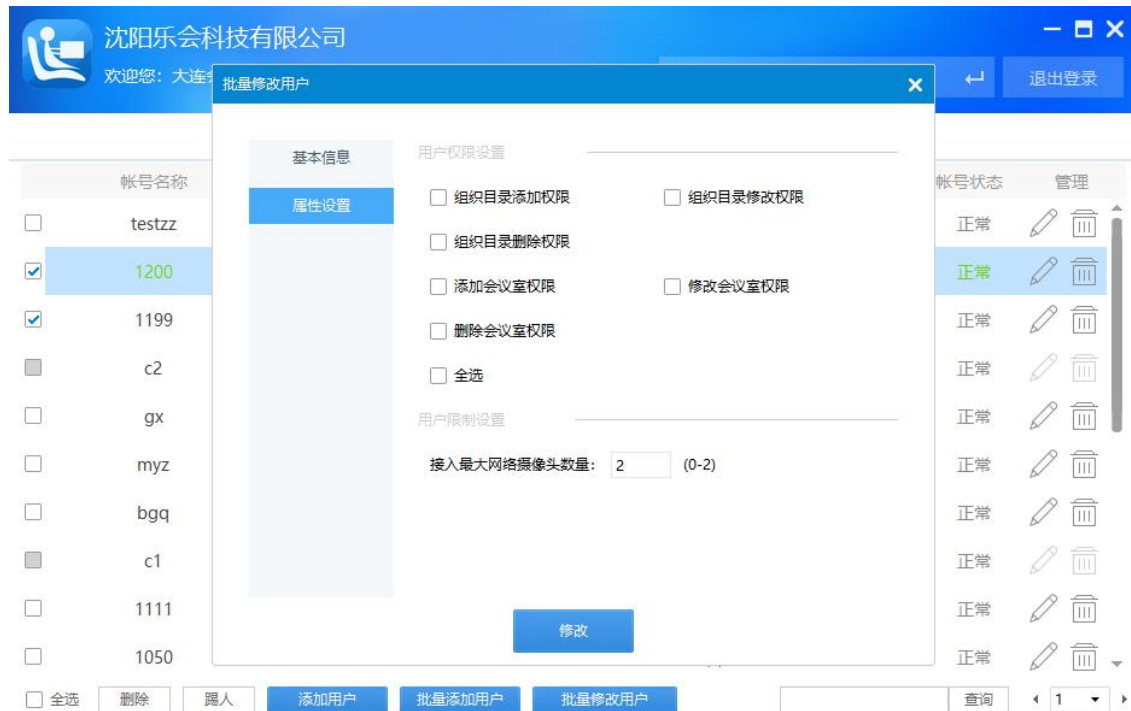 沈阳乐会科技有限公司
欢迎您：大连
退出登录
批量修改用户
基本信息
属性设置
用户权限设置
组织目录添加权限 组织目录修改权限
组织目录删除权限
添加会议室权限 修改会议室权限
删除会议室权限
全选
用户限制设置
接入最大网络摄像头数量： 2 (0-2)
修改
帐号名称 帐号状态 管理
testzz 正常
1200 正常
1199 正常
c2 正常
gx 正常
myz 正常
bgq 正常
c1 正常
1111 正常
1050 正常
全选 删除 踢人 添加用户 批量添加用户 批量修改用户 查询 1